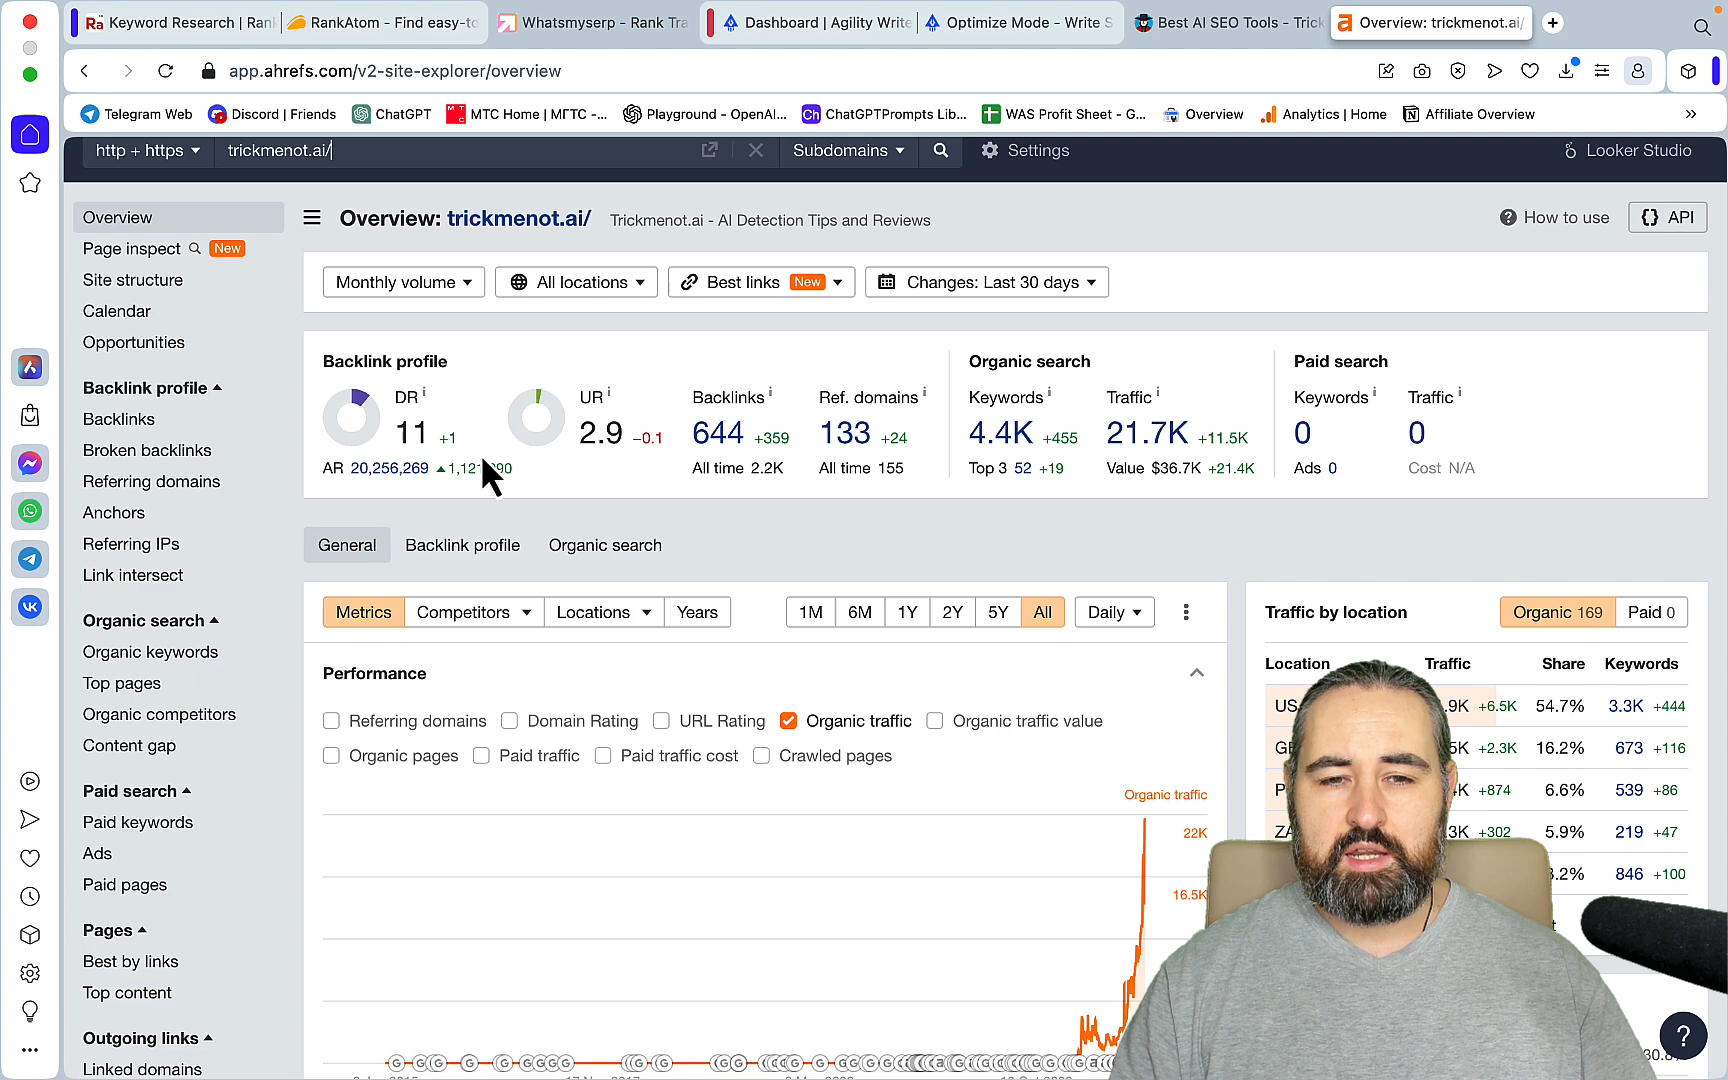 Ra Keyword Research | Ran
RankAtom - Find easy-to
Whatsmyserp - Rank Tra
Dashboard | Agility Write
Optimize Mode - Write S
Best AI SEO Tools - Trick
Overview: trickmenot.ai/
app.ahrefs.com/v2-site-explorer/overview
Telegram Web
Discord | Friends
ChatGPT
МТС Home | МГТС -...
Playground - OpenAI...
Ch ChatGPTPrompts Lib...
WAS Profit Sheet - G...
Overview
Analytics | Home
Affiliate Overview
http + https
trickmenot.ai/
Subdomains
Settings
Looker Studio
Overview
Page inspect New
Site structure
Calendar
Opportunities
Backlink profile
Backlinks
Broken backlinks
Referring domains
Anchors
Referring IPs
Link intersect
Organic search
Organic keywords
Top pages
Organic competitors
Content gap
Paid search
Paid keywords
Ads
Paid pages
Pages
Best by links
Top content
Outgoing links
Linked domains
Overview: trickmenot.ai/ Trickmenot.ai - AI Detection Tips and Reviews
How to use
{} API
Monthly volume
All locations
Best links New
Changes: Last 30 days
Backlink profile
DR
11 +1
AR 20,256,269
UR
2.9 −0.1
Backlinks
644 +359
All time 2.2K
Ref. domains
133 +24
All time 155
Organic search
Keywords
4.4K +455
Top 3 52 +19
Traffic
21.7K +11.5K
Value $36.7K +21.4K
Paid search
Keywords
0
Ads 0
Traffic
0
Cost N/A
General Backlink profile Organic search
Metrics Competitors Locations Years
1M 6M 1Y 2Y 5Y All
Daily
Performance
Referring domains Domain Rating URL Rating Organic traffic Organic traffic value
Organic pages Paid traffic Paid traffic cost Crawled pages
Organic traffic
22K
16.5K
Traffic by location
Organic 169 Paid 0
Location Traffic Share Keywords
US .9K +6.5K 54.7% 3.3K +444
5K +2.3K 16.2% 673 +116
+874 6.6% 539 +86
ZA .3K +302 5.9% 219 +47
.2% 846 +100
?